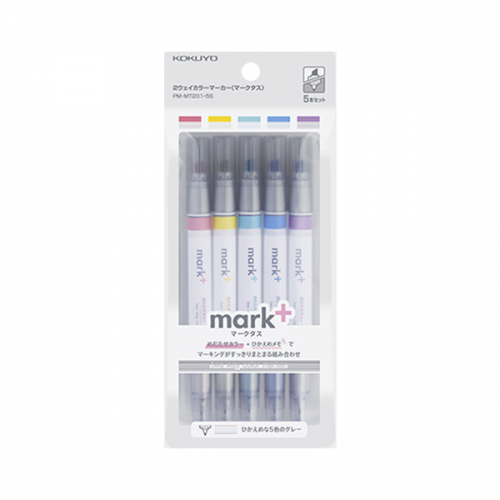 KOKUYO
2ウェイカラーマーカー〈マークタス〉
PM-MT201-5S
5本セット
mark+
mark+
mark+
mark+
mark+
mark+
マークタス
めだたせカラー + ひかえめメモ で
マーキングがすっきりまとまる組み合わせ
ひかえめな5色のグレー